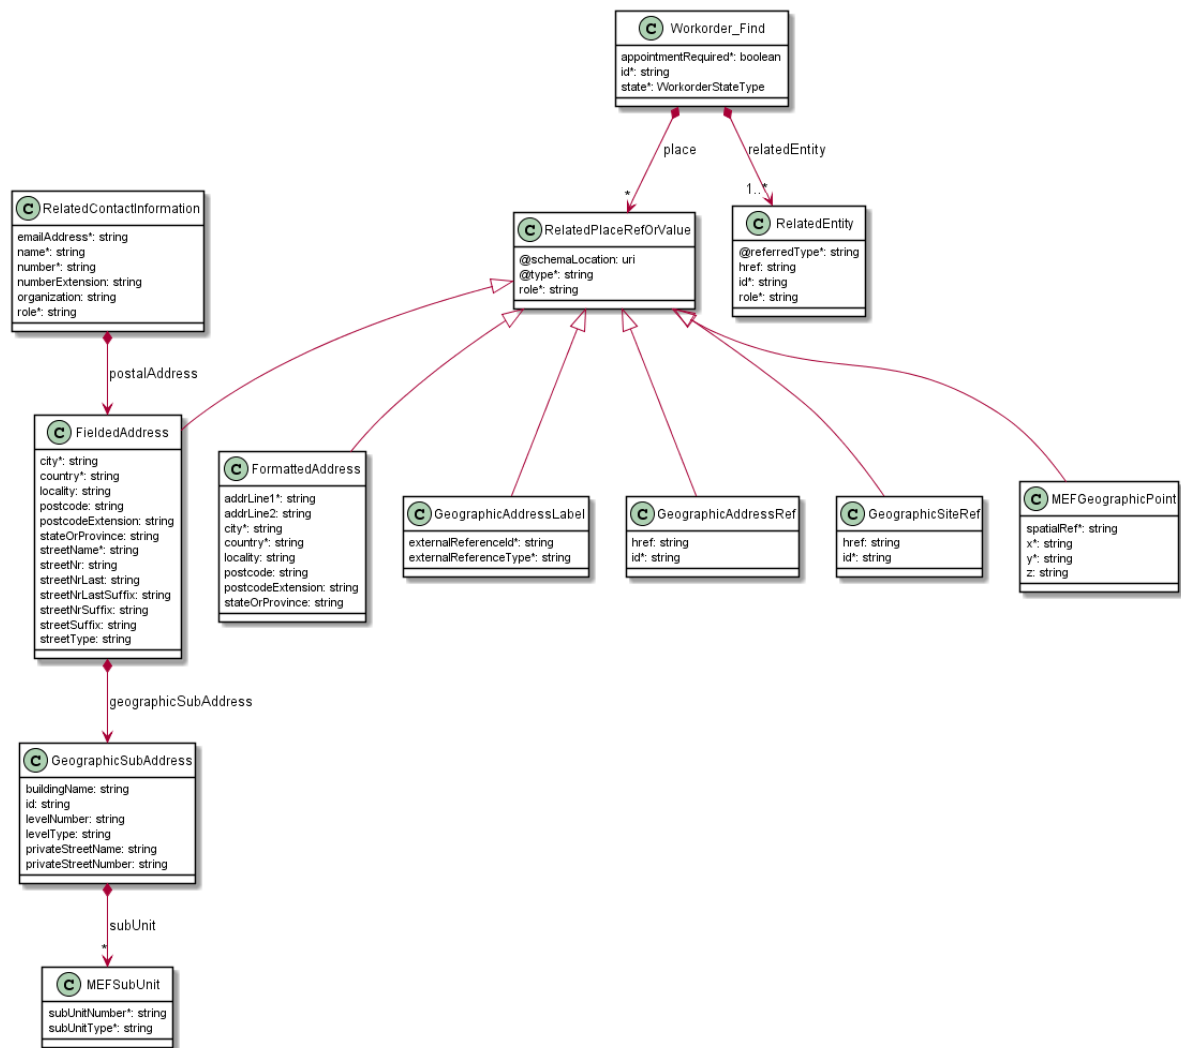 C Workorder_Find
appointmentRequired*: boolean
id*: string
state*: WorkorderStateType
place
relatedEntity
*
1..*
C RelatedContactInformation
emailAddress*: string
name*: string
number*: string
numberExtension: string
organization: string
role*: string
C RelatedPlaceRefOrValue
@schemaLocation: uri
@type*: string
role*: string
C RelatedEntity
@referredType*: string
href: string
id*: string
role*: string
postalAddress
C FieldedAddress
city*: string
country*: string
locality: string
postcode: string
postcodeExtension: string
stateOrProvince: string
streetName*: string
streetNr: string
streetNrLast: string
streetNrLastSuffix: string
streetNrSuffix: string
streetSuffix: string
streetType: string
C FormattedAddress
addrLine1*: string
addrLine2: string
city*: string
country*: string
locality: string
postcode: string
postcodeExtension: string
stateOrProvince: string
C GeographicAddressLabel
externalReferenceId*: string
externalReferenceType*: string
C GeographicAddressRef
href: string
id*: string
C GeographicSiteRef
href: string
id*: string
C MEFGeographicPoint
spatialRef*: string
x*: string
y*: string
z: string
geographicSubAddress
C GeographicSubAddress
buildingName: string
id: string
levelNumber: string
levelType: string
privateStreetName: string
privateStreetNumber: string
subUnit
*
C MEFSubUnit
subUnitNumber*: string
subUnitType*: string